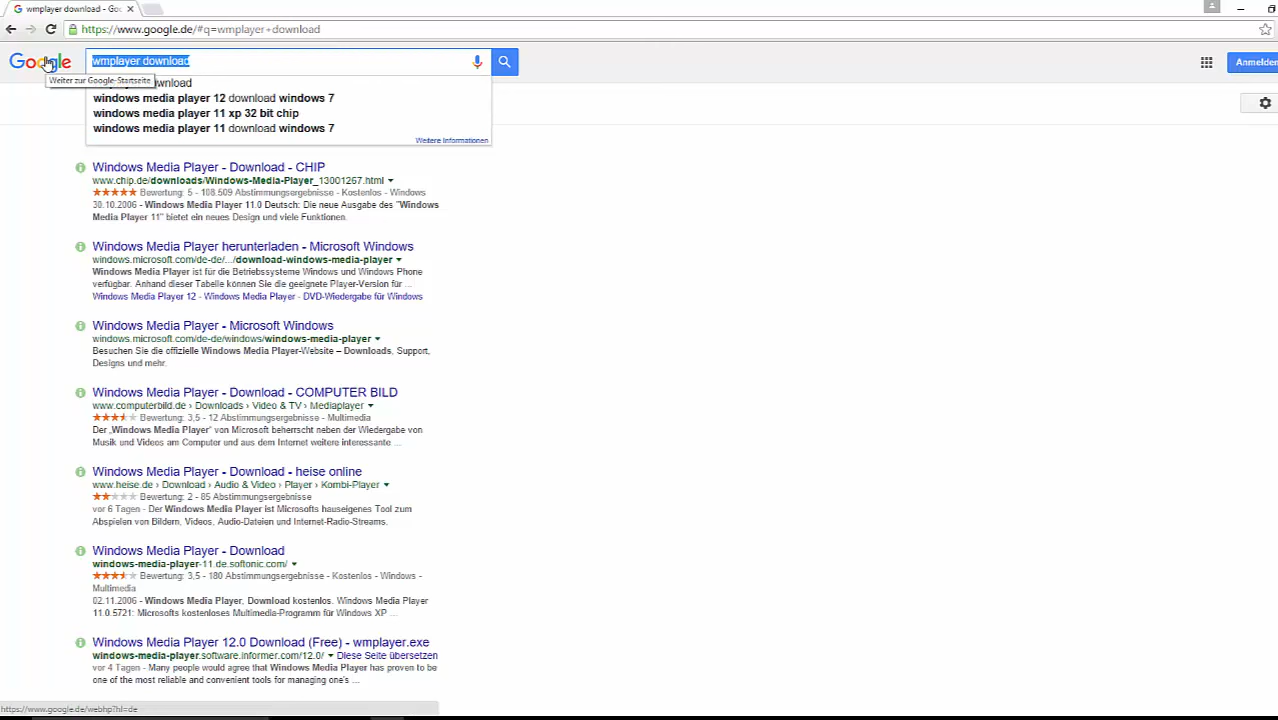 wmplayer download - Goo
https://www.google.de/#q=wmplayer+download
Google
wmplayer download
Anmelden
Weiter zur Google-Startseite
windows media player 12 download windows 7
windows media player 11 xp 32 bit chip
windows media player 11 download windows 7
Weitere Informationen
Windows Media Player - Download - CHIP
www.chip.de/downloads/Windows-Media-Player_13001267.html
Bewertung: 5 - 108.509 Abstimmungsergebnisse - Kostenlos - Windows
30.10.2006 - Windows Media Player 11.0 Deutsch: Die neue Ausgabe des "Windows
Media Player 11" bietet ein neues Design und viele Funktionen.
Windows Media Player herunterladen - Microsoft Windows
windows.microsoft.com/de-de/.../download-windows-media-player
Windows Media Player ist für die Betriebssysteme Windows und Windows Phone
verfügbar. Anhand dieser Tabelle können Sie die geeignete Player-Version für ...
Windows Media Player 12 - Windows Media Player - DVD-Wiedergabe für Windows
Windows Media Player - Microsoft Windows
windows.microsoft.com/de-de/windows/windows-media-player
Besuchen Sie die offizielle Windows Media Player-Website – Downloads, Support,
Designs und mehr.
Windows Media Player - Download - COMPUTER BILD
www.computerbild.de › Downloads › Video & TV › Mediaplayer
Bewertung: 3,5 - 12 Abstimmungsergebnisse - Multimedia
Der „Windows Media Player“ von Microsoft beherrscht neben der Wiedergabe von
Musik und Videos am Computer und aus dem Internet weitere interessante ...
Windows Media Player - Download - heise online
www.heise.de › Download › Audio & Video › Player › Kombi-Player
Bewertung: 2 - 85 Abstimmungsergebnisse
vor 6 Tagen - Der Windows Media Player ist Microsofts hauseigenes Tool zum
Abspielen von Bildern, Videos, Audio-Dateien und Internet-Radio-Streams.
Windows Media Player - Download
windows-media-player-11.de.softonic.com/
Bewertung: 3,5 - 180 Abstimmungsergebnisse - Kostenlos - Windows -
Multimedia
02.11.2006 - Windows Media Player, Download kostenlos. Windows Media Player
11.0.5721: Microsofts kostenloses Multimedia-Programm für Windows XP ...
Windows Media Player 12.0 Download (Free) - wmplayer.exe
windows-media-player.software.informer.com/12.0/ Diese Seite übersetzen
vor 4 Tagen - Many people would agree that Windows Media Player has proven to be
one of the most reliable and convenient tools for managing one's ...
https://www.google.de/webhp?hl=de